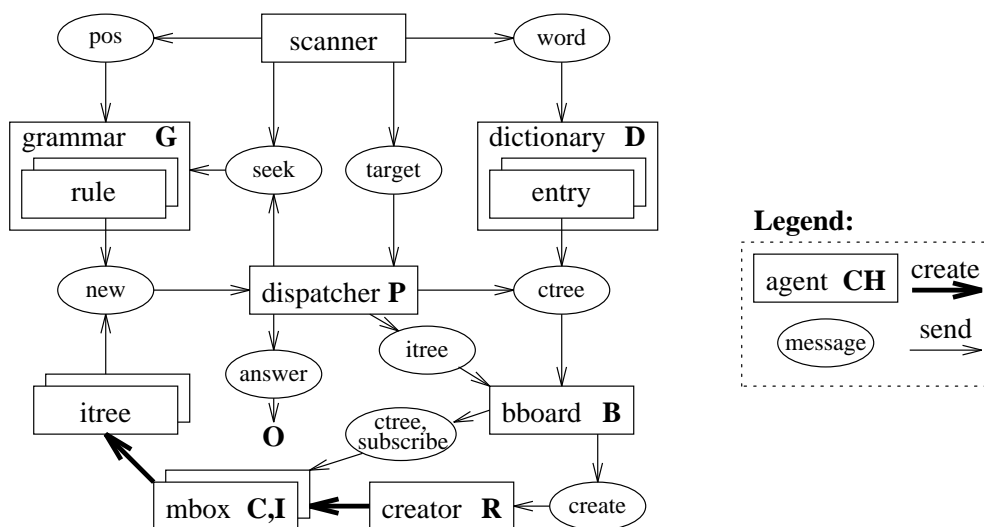 pos
scanner
word
grammar G
rule
seek
target
dictionary D
entry
new
dispatcher P
ctree
itree
answer
O
itree
ctree,
subscribe
bboard B
mbox C,I
creator R
create
Legend:
agent CH
create
message
send